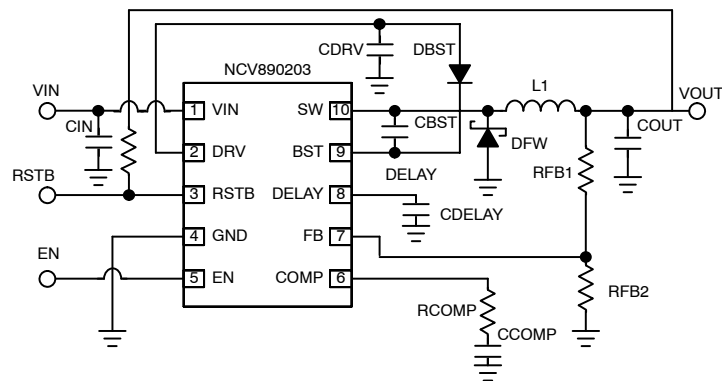 CDRV
DBST
NCV890203
VIN
L1
VOUT
1
VIN
SW
10
CIN
CBST
COUT
DFW
2
DRV
BST
9
DELAY
RFB1
RSTB
3
RSTB
DELAY
8
CDELAY
4
GND
FB
7
EN
5
EN
COMP
6
RFB2
RCOMP
CCOMP